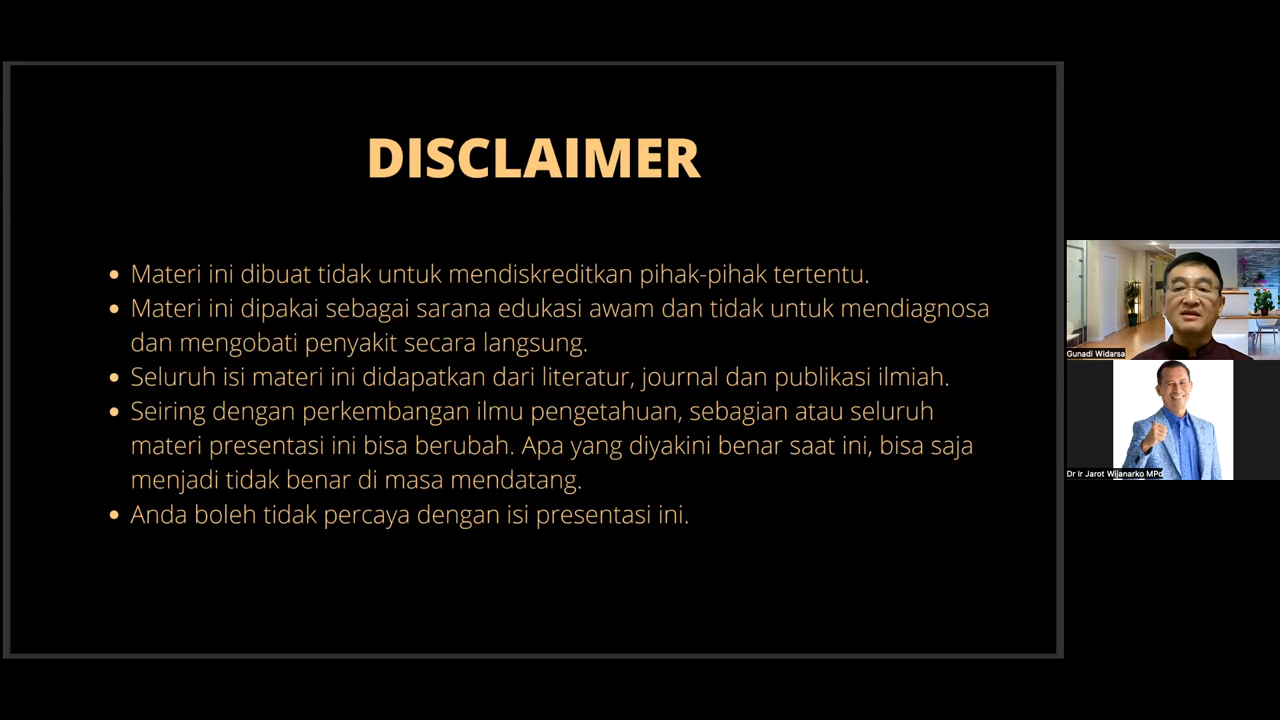 DISCLAIMER
• Materi ini dibuat tidak untuk mendiskreditkan pihak-pihak tertentu.
• Materi ini dipakai sebagai sarana edukasi awam dan tidak untuk mendiagnosa
dan mengobati penyakit secara langsung.
• Seluruh isi materi ini didapatkan dari literatur, journal dan publikasi ilmiah.
• Seiring dengan perkembangan ilmu pengetahuan, sebagian atau seluruh
materi presentasi ini bisa berubah. Apa yang diyakini benar saat ini, bisa saja
menjadi tidak benar di masa mendatang.
• Anda boleh tidak percaya dengan isi presentasi ini.
Gunadi Widarsa
Dr Ir Jarot Wijanarko MPd